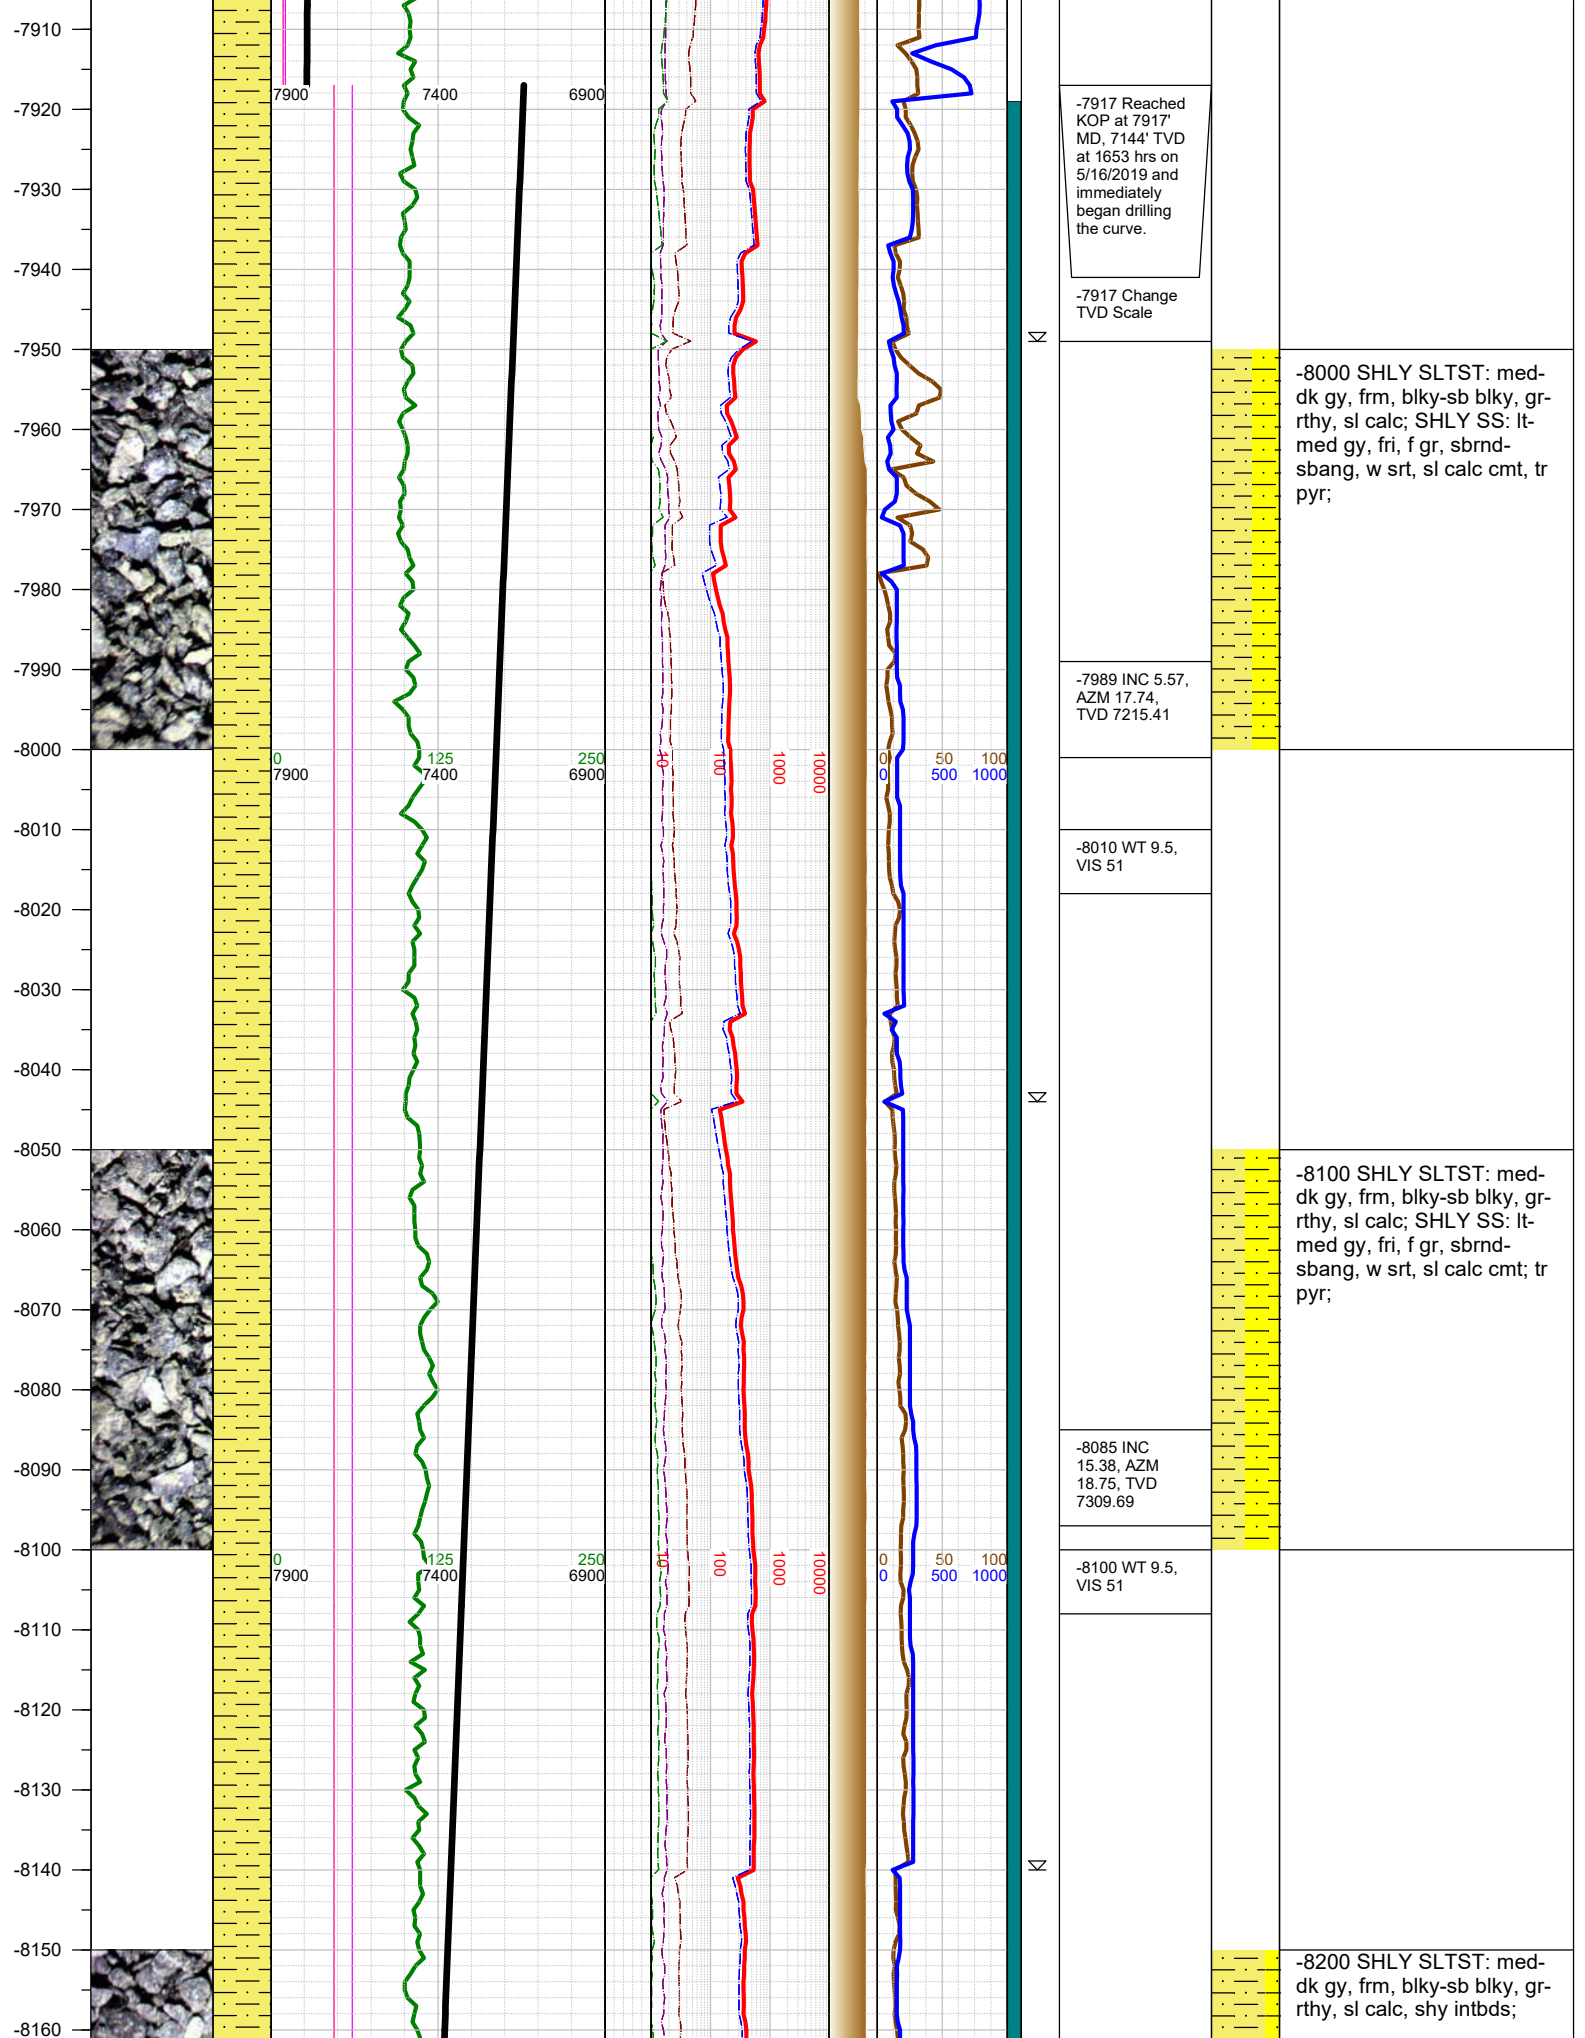 -7910
7900 7400 6900
-7920
-7917 Reached
KOP at 7917'
MD, 7144' TVD
at 1653 hrs on
5/16/2019 and
immediately
began drilling
the curve.
-7930
-7940
-7917 Change
TVD Scale
-7950
-8000 SHLY SLTST: med-
dk gy, frm, blky-sb blky, gr-
rthy, sl calc; SHLY SS: lt-
med gy, fri, f gr, sbrnd-
sbang, w srt, sl calc cmt, tr
pyr;
-7960
-7970
-7980
-7990
-7989 INC 5.57,
AZM 17.74,
TVD 7215.41
-8000
0 125 250
7900 7400 6900
10 100 1000 10000
0 50 100
0 500 1000
-8010
-8010 WT 9.5,
VIS 51
-8020
-8030
-8040
-8050
-8100 SHLY SLTST: med-
dk gy, frm, blky-sb blky, gr-
rthy, sl calc; SHLY SS: lt-
med gy, fri, f gr, sbrnd-
sbang, w srt, sl calc cmt; tr
pyr;
-8060
-8070
-8080
-8090
-8085 INC
15.38, AZM
18.75, TVD
7309.69
-8100
0 125 250
7900 7400 6900
10 100 1000 10000
0 50 100
0 500 1000
-8100 WT 9.5,
VIS 51
-8110
-8120
-8130
-8140
-8150
-8200 SHLY SLTST: med-
dk gy, frm, blky-sb blky, gr-
rthy, sl calc, shy intbds;
-8160